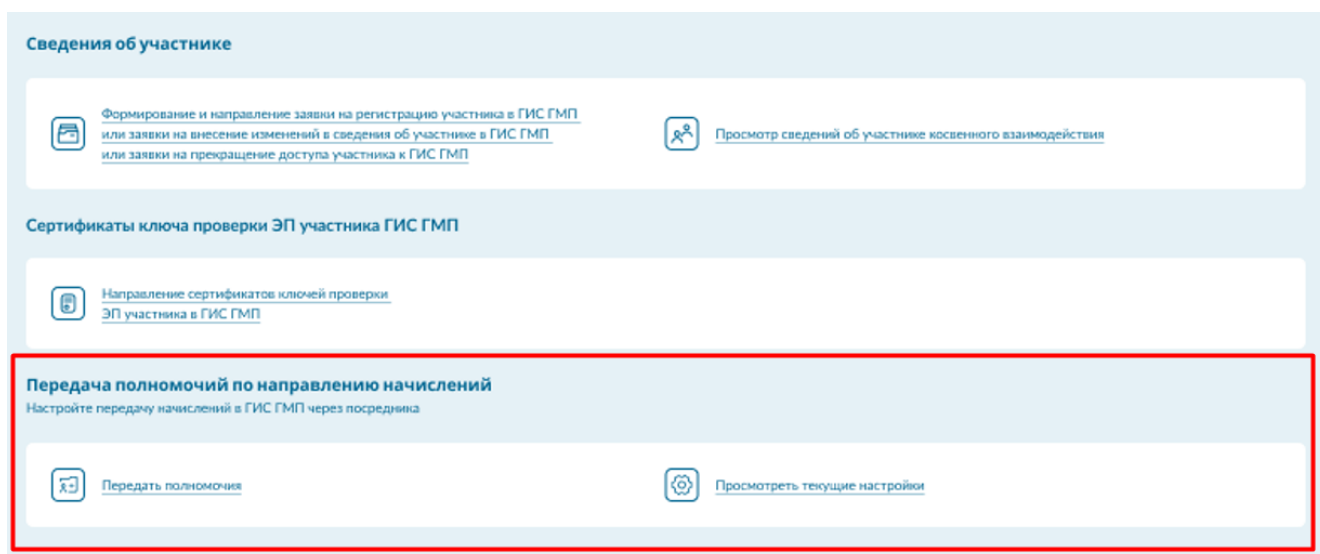 Сведения об участнике
Формирование и направление заявки на регистрацию участника в ГИС ГМП
или заявки на внесение изменений в сведения об участнике в ГИС ГМП
или заявки на прекращение доступа участника к ГИС ГМП
Просмотр сведений об участнике косвенного взаимодействия
Сертификаты ключа проверки ЭП участника ГИС ГМП
Направление сертификатов ключей проверки
ЭП участника в ГИС ГМП
Передача полномочий по направлению начислений
Настройте передачу начислений в ГИС ГМП через посредника
Передать полномочия
Просмотреть текущие настройки